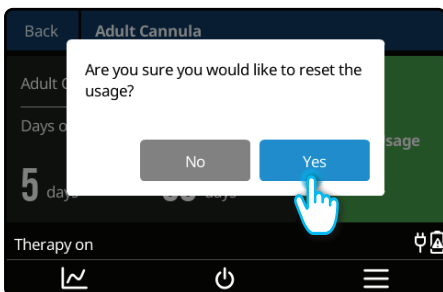 Back
Adult Cannula
Are you sure you would like to reset the
usage?
Adult
Days
sage
No
Yes
5 days
days
Therapy on